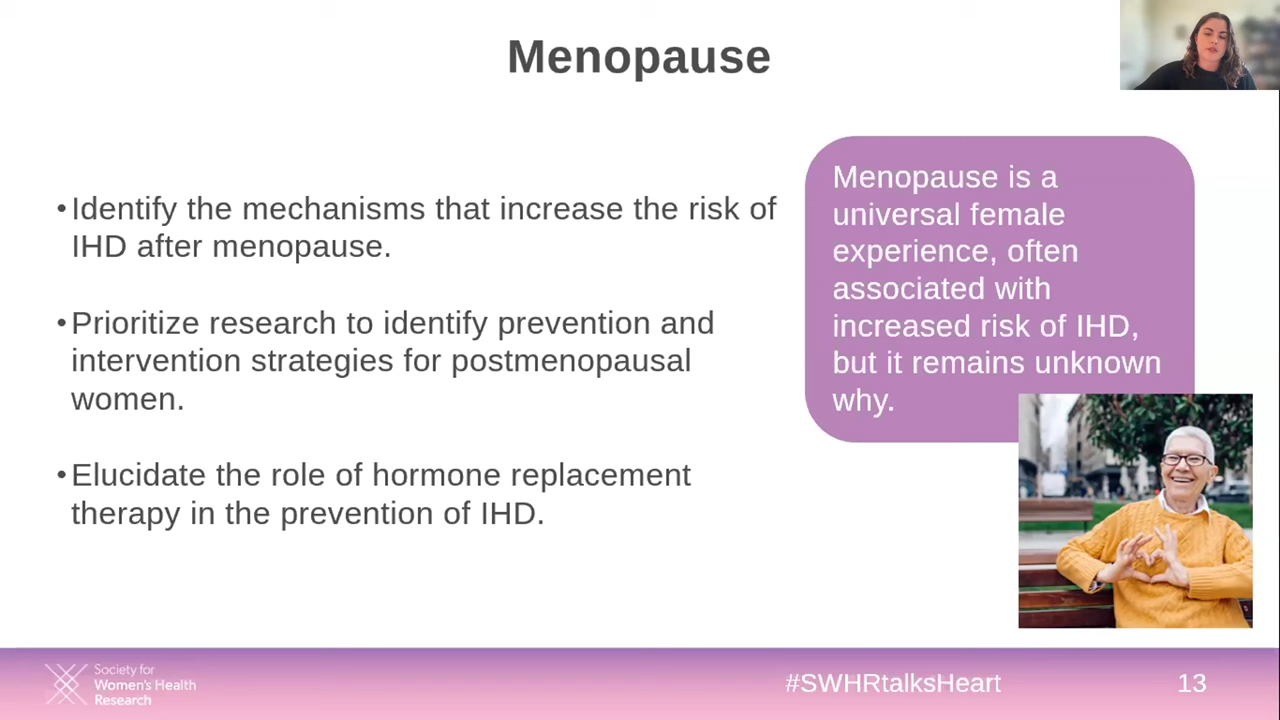 Menopause
•Identify the mechanisms that increase the risk of
IHD after menopause.
•Prioritize research to identify prevention and
intervention strategies for postmenopausal
women.
•Elucidate the role of hormone replacement
therapy in the prevention of IHD.
Menopause is a
universal female
experience, often
associated with
increased risk of IHD,
but it remains unknown
why.
Society for
Women's Health
Research
#SWHRtalksHeart
13